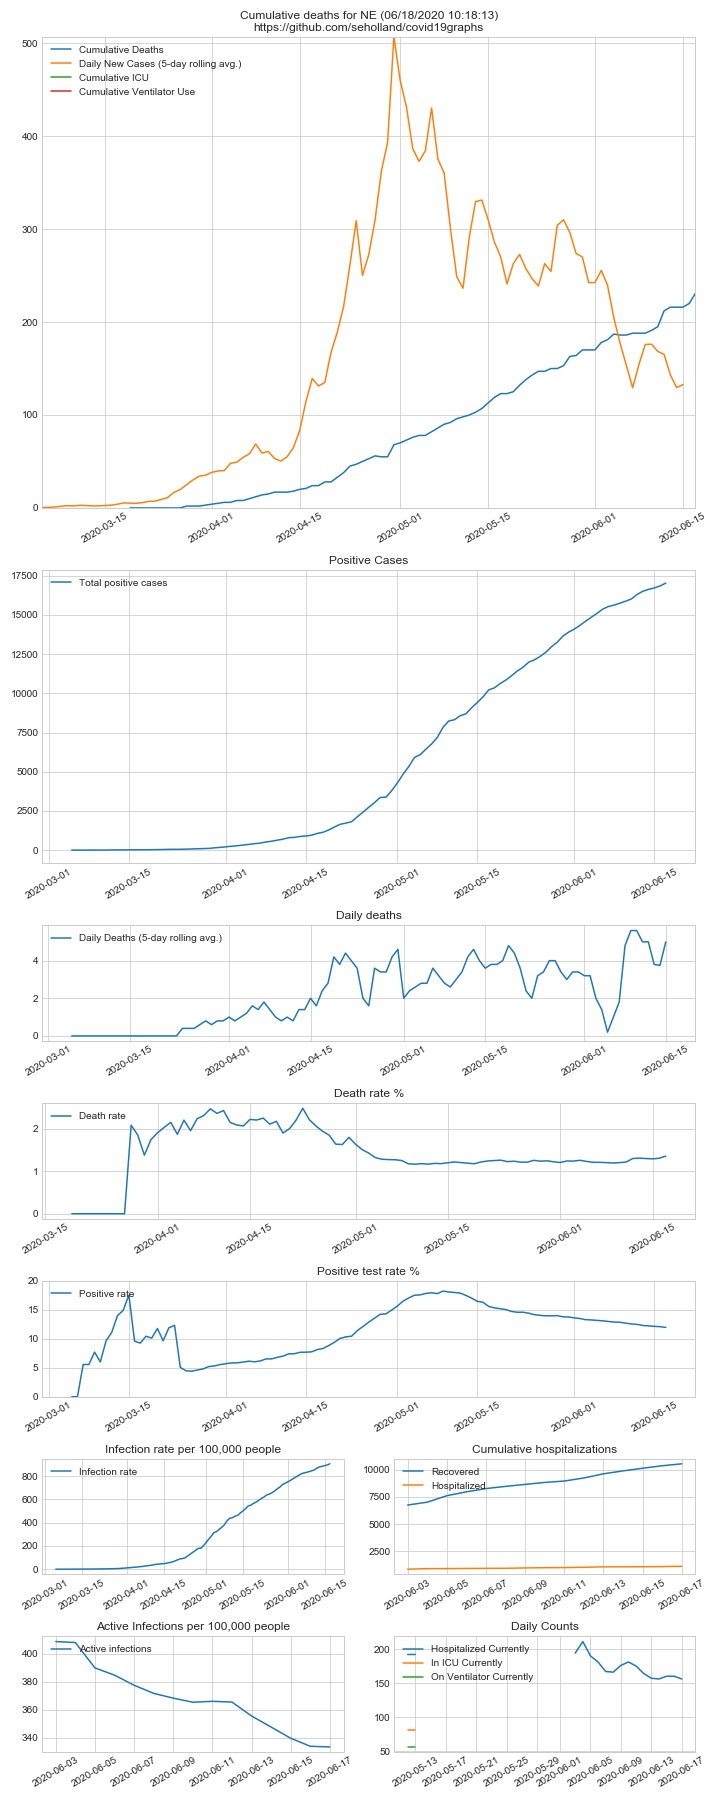 Cumulative deaths for NE (06/18/2020 10:18:13)
https://github.com/seholland/covid19graphs
500
400
300
200
100
0
Cumulative Deaths
Daily New Cases (5-day rolling avg.)
Cumulative ICU
Cumulative Ventilator Use
2020-03-15 2020-04-01 2020-04-15 2020-05-01 2020-05-15 2020-06-01 2020-06-15
Positive Cases
17500
15000
12500
10000
7500
5000
2500
0
Total positive cases
2020-03-01 2020-03-15 2020-04-01 2020-04-15 2020-05-01 2020-05-15 2020-06-01 2020-06-15
Daily deaths
4
2
0
Daily Deaths (5-day rolling avg.)
2020-03-01 2020-03-15 2020-04-01 2020-04-15 2020-05-01 2020-05-15 2020-06-01 2020-06-15
Death rate %
2
1
0
Death rate
2020-03-15 2020-04-01 2020-04-15 2020-05-01 2020-05-15 2020-06-01 2020-06-15
Positive test rate %
20
15
10
5
0
Positive rate
2020-03-01 2020-03-15 2020-04-01 2020-04-15 2020-05-01 2020-05-15 2020-06-01 2020-06-15
Infection rate per 100,000 people
800
600
400
200
0
Infection rate
2020-03-01 2020-03-15 2020-04-01 2020-04-15 2020-05-01 2020-05-15 2020-06-01 2020-06-15
Cumulative hospitalizations
10000
7500
5000
2500
Recovered
Hospitalized
2020-06-03 2020-06-05 2020-06-07 2020-06-09 2020-06-11 2020-06-13 2020-06-15 2020-06-17
Active Infections per 100,000 people
400
380
360
340
Active infections
2020-06-03 2020-06-05 2020-06-07 2020-06-09 2020-06-11 2020-06-13 2020-06-15 2020-06-17
Daily Counts
200
150
100
50
Hospitalized Currently
In ICU Currently
On Ventilator Currently
2020-05-13 2020-05-17 2020-05-21 2020-05-25 2020-05-29 2020-06-01 2020-06-05 2020-06-09 2020-06-13 2020-06-17